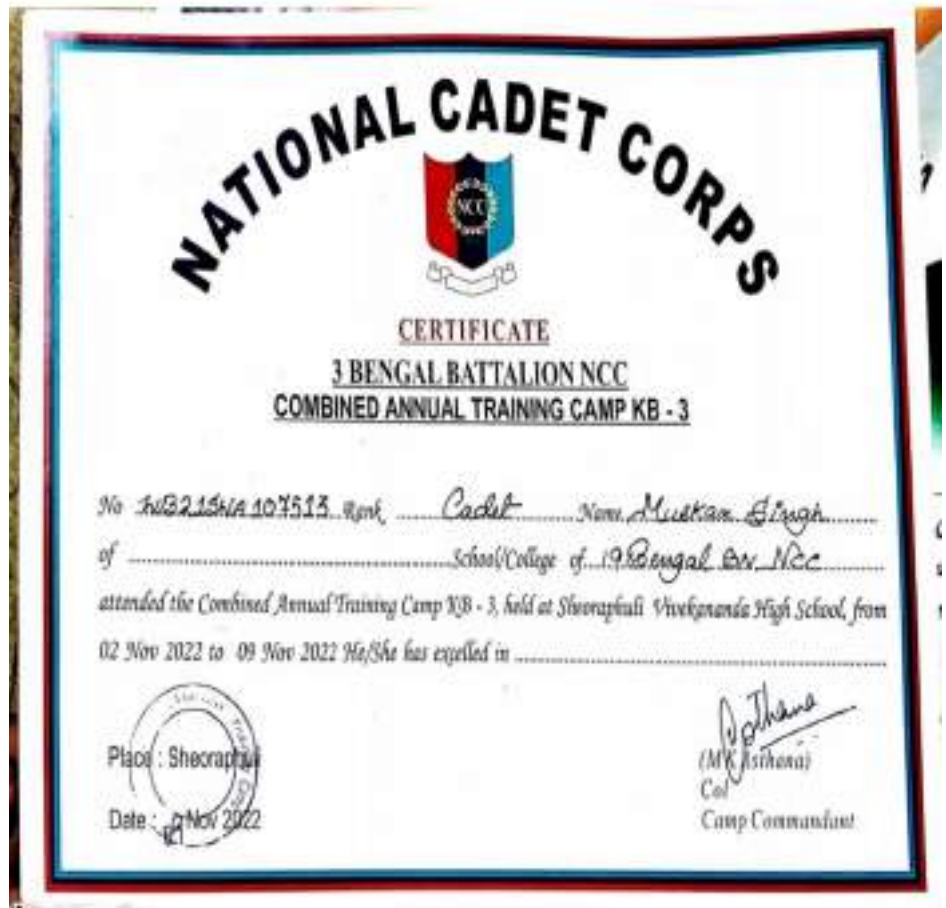 NATIONAL CADET CORPS
NCC
CERTIFICATE
3 BENGAL BATTALION NCC
COMBINED ANNUAL TRAINING CAMP KB - 3
No WB21SWA107513 Rank Cadet Name Muskan Singh
of School/College of 19 Bengal Bn NCC
attended the Combined Annual Training Camp KB - 3, held at Sheoraphuli Vivekananda High School, from
02 Nov 2022 to 09 Nov 2022 He/She has exelled in
Place : Sheoraphuli
(M K Asthana)
Col
Date : Nov 2022
Camp Commandant